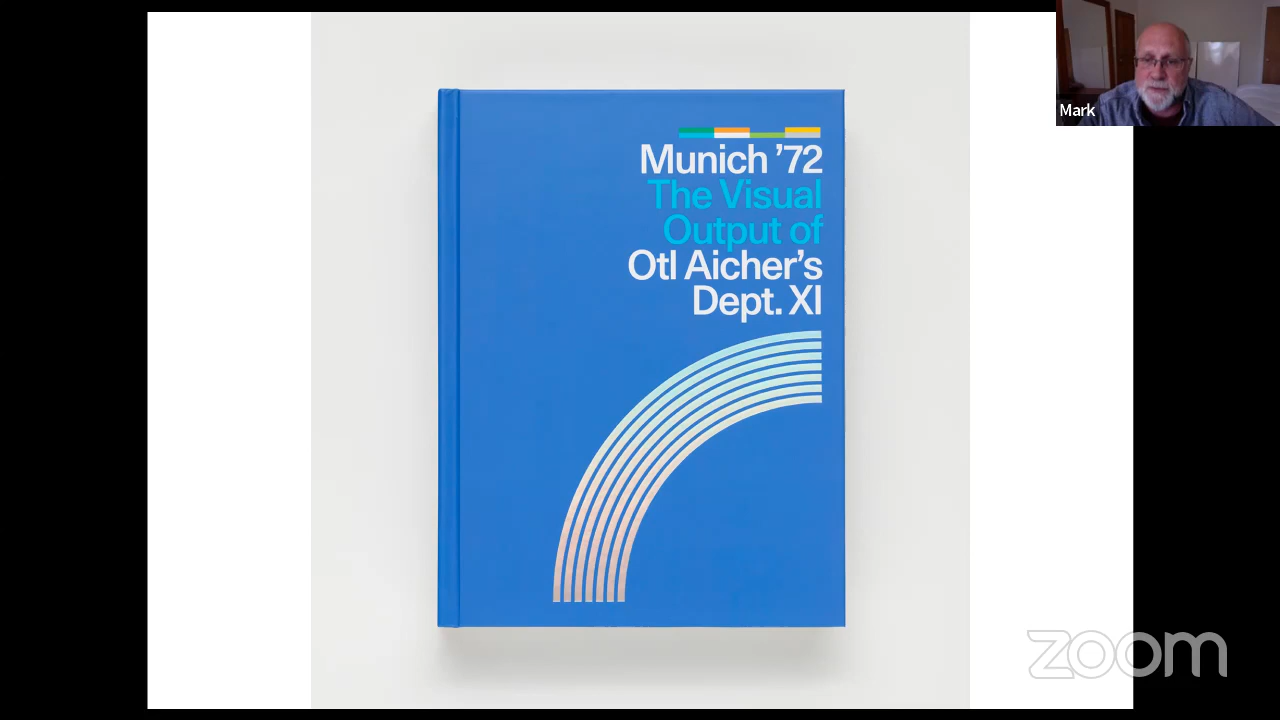 Munich ’72
The Visual
Output of
Otl Aicher’s
Dept. XI
Mark
zoom